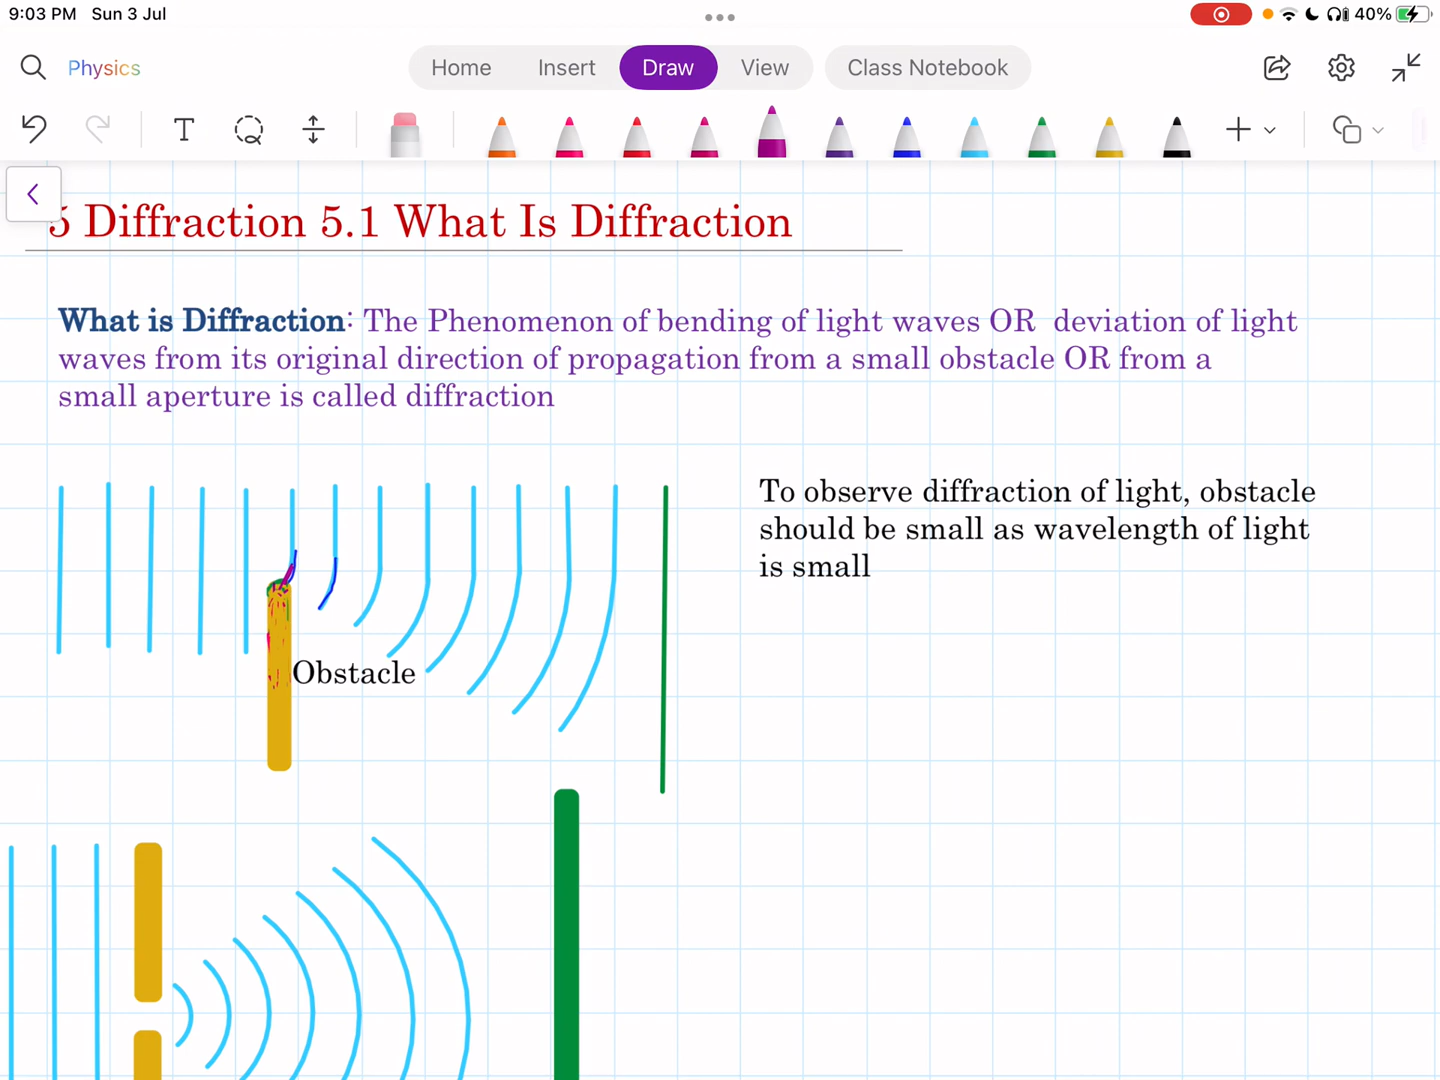 9:03 PM Sun 3 Jul
40%
Physics
Home Insert Draw View Class Notebook
T
5 Diffraction 5.1 What Is Diffraction
What is Diffraction: The Phenomenon of bending of light waves OR deviation of light
waves from its original direction of propagation from a small obstacle OR from a
small aperture is called diffraction
To observe diffraction of light, obstacle
should be small as wavelength of light
is small
Obstacle